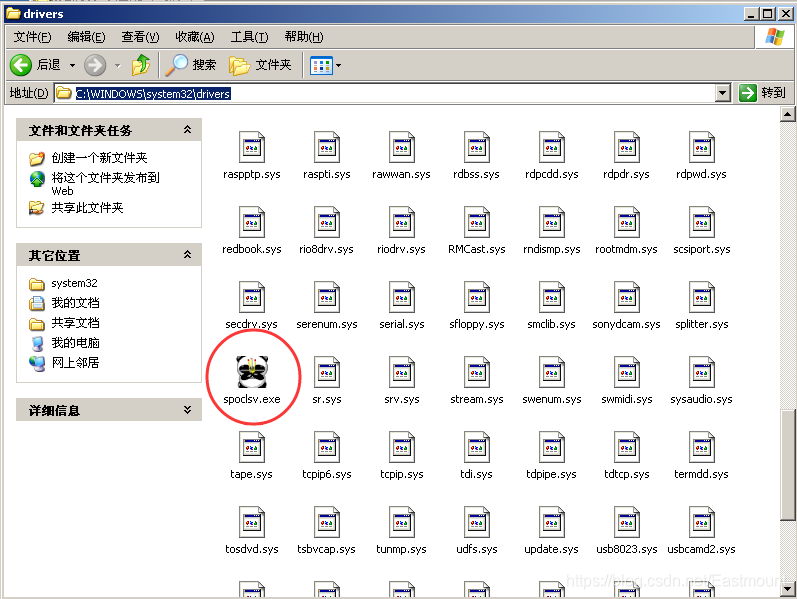 drivers
文件(F) 编辑(E) 查看(V) 收藏(A) 工具(T) 帮助(H)
后退 搜索 文件夹
地址(D) C:\WINDOWS\system32\drivers 转到
文件和文件夹任务
创建一个新文件夹
将这个文件夹发布到
Web
共享此文件夹
其它位置
system32
我的文档
共享文档
我的电脑
网上邻居
详细信息
raspptp.sys raspti.sys rawwan.sys rdbss.sys rdpcdd.sys rdpdr.sys rdpwd.sys
redbook.sys rio8drv.sys riodrv.sys RMCast.sys rndismp.sys rootmdm.sys scsiport.sys
secdrv.sys serenum.sys serial.sys sfloppy.sys smclib.sys sonydcam.sys splitter.sys
spoclsv.exe sr.sys srv.sys stream.sys swenum.sys swmidi.sys sysaudio.sys
tape.sys tcpip6.sys tcpip.sys tdi.sys tdpipe.sys tdtcp.sys termdd.sys
tosdvd.sys tsbvcap.sys tunmp.sys udfs.sys update.sys usb8023.sys usbcamd2.sys
https://blog.csdn.net/Eastmount